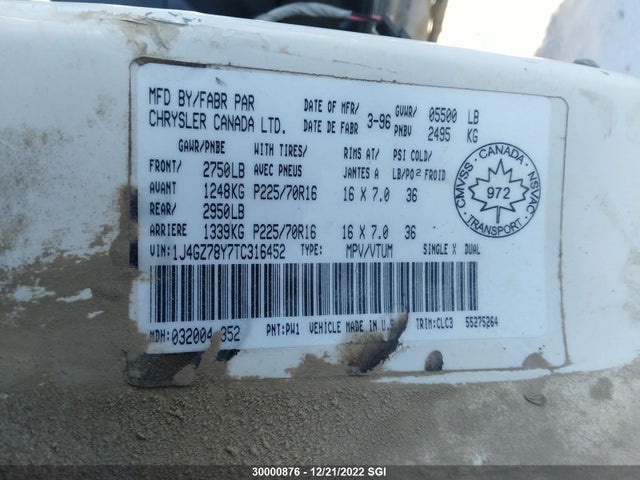 MFD BY/FABR PAR DATE OF MFR/ 3-96 GVWR/ 05500 LB
CHRYSLER CANADA LTD. DATE DE FABR PNBV 2495 KG
GAWR/PNBE WITH TIRES/ RIMS AT/ PSI COLD/
FRONT/ 2750LB AVEC PNEUS JANTES A LB/PO² FROID
AVANT 1248KG P225/70R16 16 X 7.0 36
REAR/ 2950LB
ARRIERE 1339KG P225/70R16 16 X 7.0 36
VIN:1J4GZ78Y7TC316452 TYPE: MPV/VTUM SINGLE X DUAL
MDH:032004 352 PNT:PW1 VEHICLE MADE IN U.S. TRIM:CLC3 55275264
CANADA
CMVSS NSVAC
972
30000876 - 12/21/2022 SGI